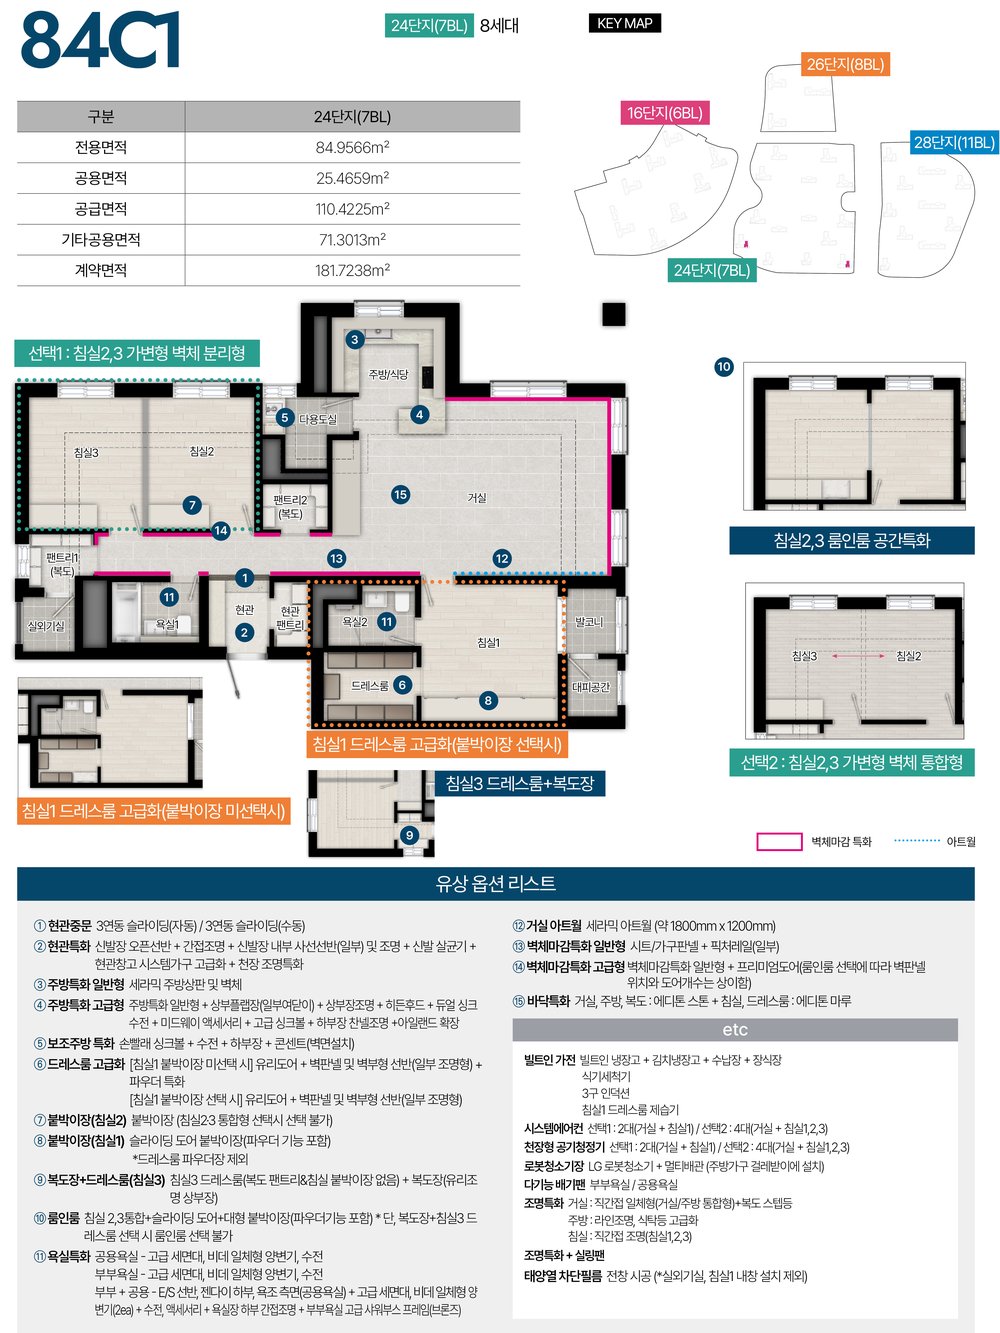 84C1
24단지(7BL) 8세대
KEY MAP
26단지(8BL)
16단지(6BL)
28단지(11BL)
24단지(7BL)
구분 24단지(7BL)
전용면적 84.9566m²
공용면적 25.4659m²
공급면적 110.4225m²
기타공용면적 71.3013m²
계약면적 181.7238m²
선택1 : 침실2,3 가변형 벽체 분리형
3
주방/식당
4
5
다용도실
침실3
침실2
7
팬트리2
(복도)
15
거실
14
13
12
팬트리1
(복도)
1
11
욕실1
실외기실
현관
2
현관
팬트리
욕실2
11
침실1
발코니
드레스룸
6
8
대피공간
침실1 드레스룸 고급화(붙박이장 선택시)
침실1 드레스룸 고급화(붙박이장 미선택시)
침실3 드레스룸+복도장
9
10
침실2,3 룸인룸 공간특화
침실3
침실2
선택2 : 침실2,3 가변형 벽체 통합형
벽체마감 특화
아트월
유상 옵션 리스트
① 현관중문 3연동 슬라이딩(자동) / 3연동 슬라이딩(수동)
② 현관특화 신발장 오픈선반 + 간접조명 + 신발장 내부 사선선반(일부) 및 조명 + 신발 살균기 +
현관창고 시스템가구 고급화 + 천장 조명특화
③ 주방특화 일반형 세라믹 주방상판 및 벽체
④ 주방특화 고급형 주방특화 일반형 + 상부플랩장(일부여닫이) + 상부장조명 + 히든후드 + 듀얼 싱크
수전 + 미드웨이 액세서리 + 고급 싱크볼 + 하부장 찬넬조명 +아일랜드 확장
⑤ 보조주방 특화 손빨래 싱크볼 + 수전 + 하부장 + 콘센트(벽면설치)
⑥ 드레스룸 고급화 [침실1 붙박이장 미선택 시] 유리도어 + 벽판넬 및 벽부형 선반(일부 조명형) +
파우더 특화
[침실1 붙박이장 선택 시] 유리도어 + 벽판넬 및 벽부형 선반(일부 조명형)
⑦ 붙박이장(침실2) 붙박이장 (침실2·3 통합형 선택시 선택 불가)
⑧ 붙박이장(침실1) 슬라이딩 도어 붙박이장(파우더 기능 포함)
*드레스룸 파우더장 제외
⑨ 복도장+드레스룸(침실3) 침실3 드레스룸(복도 팬트리&침실 붙박이장 없음) + 복도장(유리조
명 상부장)
⑩ 룸인룸 침실 2,3통합+슬라이딩 도어+대형 붙박이장(파우더기능 포함) * 단, 복도장+침실3 드
레스룸 선택 시 룸인룸 선택 불가
⑪ 욕실특화 공용욕실 - 고급 세면대, 비데 일체형 양변기, 수전
부부욕실 - 고급 세면대, 비데 일체형 양변기, 수전
부부 + 공용 - E/S 선반, 젠다이 하부, 욕조 측면(공용욕실) + 고급 세면대, 비데 일체형 양
변기(2ea) + 수전, 액세서리 + 욕실장 하부 간접조명 + 부부욕실 고급 샤워부스 프레임(브론즈)
⑫ 거실 아트월 세라믹 아트월 (약 1800mm x 1200mm)
⑬ 벽체마감특화 일반형 시트/가구판넬 + 픽처레일(일부)
⑭ 벽체마감특화 고급형 벽체마감특화 일반형 + 프리미엄도어(룸인룸 선택에 따라 벽판넬
위치와 도어개수는 상이함)
⑮ 바닥특화 거실, 주방, 복도 : 에디톤 스톤 + 침실, 드레스룸 : 에디톤 마루
etc
빌트인 가전 빌트인 냉장고 + 김치냉장고 + 수납장 + 장식장
식기세척기
3구 인덕션
침실1 드레스룸 제습기
시스템에어컨 선택1 : 2대(거실 + 침실1) / 선택2 : 4대(거실 + 침실1,2,3)
천장형 공기청정기 선택1 : 2대(거실 + 침실1) / 선택2 : 4대(거실 + 침실1,2,3)
로봇청소기장 LG 로봇청소기 + 멀티배관 (주방가구 걸레받이에 설치)
다기능 배기팬 부부욕실 / 공용욕실
조명특화 거실 : 직간접 일체형(거실/주방 통합형)+복도 스텝등
주방 : 라인조명, 식탁등 고급화
침실 : 직간접 조명(침실1,2,3)
조명특화 + 실링팬
태양열 차단필름 전창 시공 (*실외기실, 침실1 내창 설치 제외)